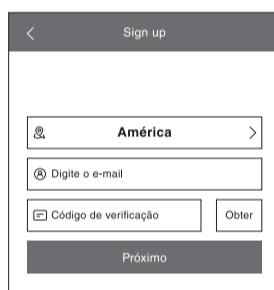 Sign up
América
Digite o e-mail
Código de verificação
Obter
Próximo